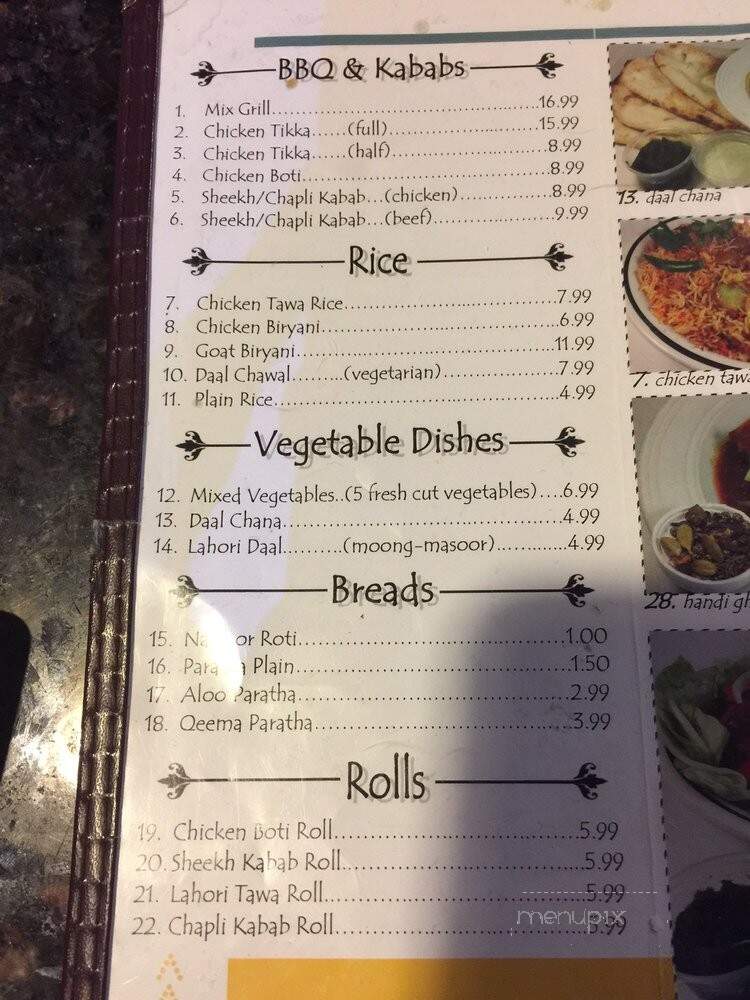 BBQ & Kababs
1. Mix Grill.......................................16.99
2. Chicken Tikka......(full).......................15.99
3. Chicken Tikka......(half).......................8.99
4. Chicken Boti....................................8.99
5. Sheekh/Chapli Kabab...(chicken)................8.99
6. Sheekh/Chapli Kabab...(beef)...................9.99
Rice
7. Chicken Tawa Rice..............................7.99
8. Chicken Biryani.................................6.99
9. Goat Biryani....................................11.99
10. Daal Chawal.........(vegetarian)...............7.99
11. Plain Rice.....................................4.99
Vegetable Dishes
12. Mixed Vegetables..(5 fresh cut vegetables)....6.99
13. Daal Chana.....................................4.99
14. Lahori Daal.........(moong-masoor)............4.99
Breads
15. or Roti........................................1.00
16. Plain..........................................1.50
17. Aloo Paratha...................................2.99
18. Qeema Paratha..................................3.99
Rolls
19. Chicken Boti Roll..............................5.99
20. Sheekh Kabab Roll..............................5.99
21. Lahori Tawa Roll...............................5.99
22. Chapli Kabab Roll..............................5.99
13. daal chana
7. chicken tawa
28. handi
menupix